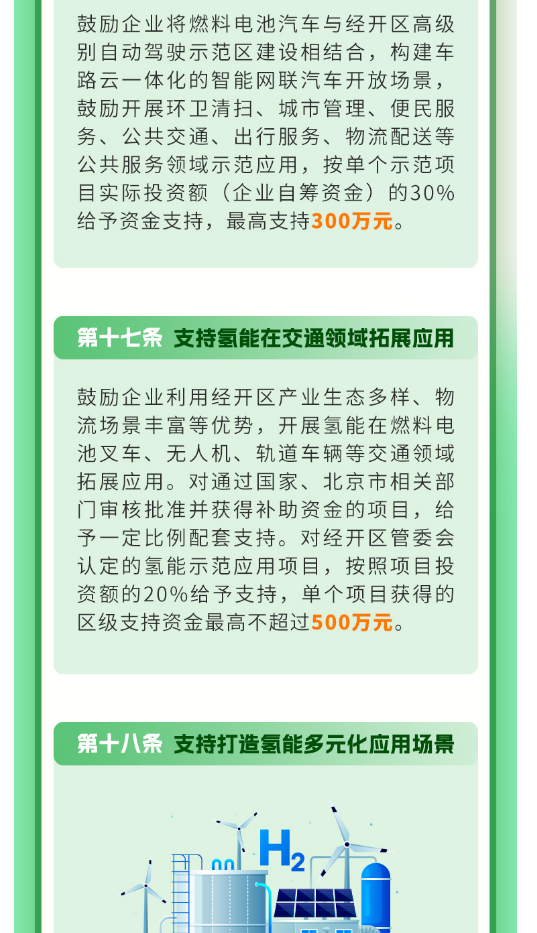 鼓励企业将燃料电池汽车与经开区高级
别自动驾驶示范区建设相结合，构建车
路云一体化的智能网联汽车开放场景，
鼓励开展环卫清扫、城市管理、便民服
务、公共交通、出行服务、物流配送等
公共服务领域示范应用，按单个示范项
目实际投资额（企业自筹资金）的30%
给予资金支持，最高支持300万元。
第十七条 支持氢能在交通领域拓展应用
鼓励企业利用经开区产业生态多样、物
流场景丰富等优势，开展氢能在燃料电
池叉车、无人机、轨道车辆等交通领域
拓展应用。对通过国家、北京市相关部
门审核批准并获得补助资金的项目，给
予一定比例配套支持。对经开区管委会
认定的氢能示范应用项目，按照项目投
资额的20%给予支持，单个项目获得的
区级支持资金最高不超过500万元。
第十八条 支持打造氢能多元化应用场景
H2